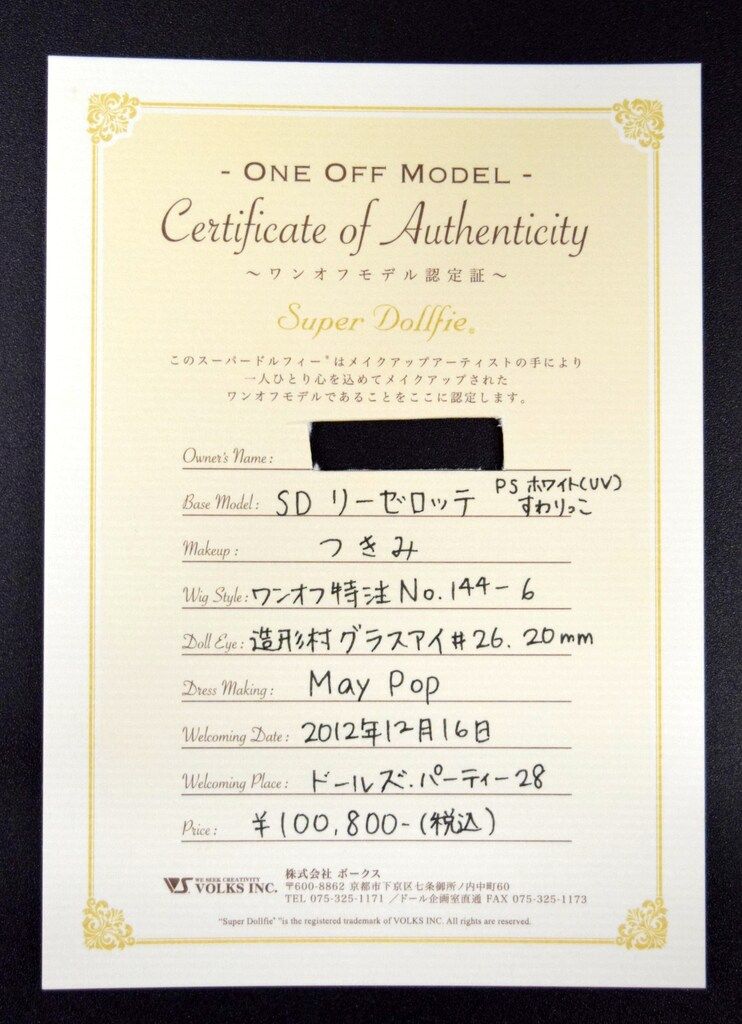 - ONE OFF MODEL -
Certificate of Authenticity
～ワンオフモデル認定証～
Super Dollfie®
このスーパードルフィー®はメイクアップアーティストの手により
一人ひとり心を込めてメイクアップされた
ワンオフモデルであることをここに認定します。
Owner's Name :
Base Model : SD リーゼロッテ PS ホワイト(UV) すわりっこ
Makeup : つきみ
Wig Style : ワンオフ特注 No.144-6
Doll Eye : 造形村グラスアイ#26. 20mm
Dress Making : May Pop
Welcoming Date : 2012年12月16日
Welcoming Place : ドールズ・パーティー28
Price : ¥100,800-(税込)
VS WE SEEK CREATIVITY VOLKS INC.
株式会社 ボークス
〒600-8862 京都市下京区七条御所ノ内中町60
TEL 075-325-1171 ／ドール企画室直通 FAX 075-325-1173
"Super Dollfie® "is the registered trademark of VOLKS INC. All rights are reserved.